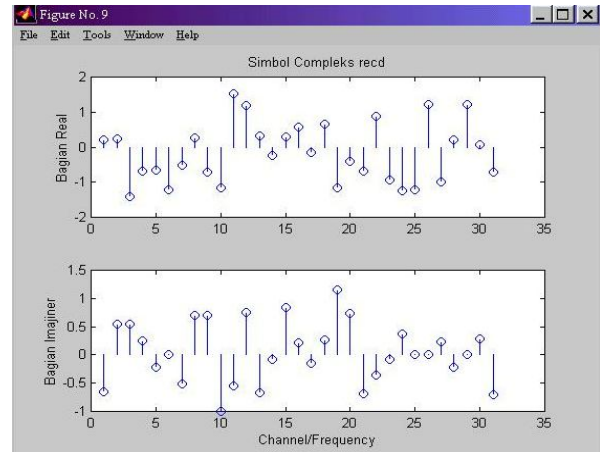 Figure No. 9
File Edit Tools Window Help
Simbol Compleks recd
2
1
0
-1
-2
Bagian Real
0 5 10 15 20 25 30 35
1.5
1
0.5
0
-0.5
-1
Bagian Imajiner
0 5 10 15 20 25 30 35
Channel/Frequency